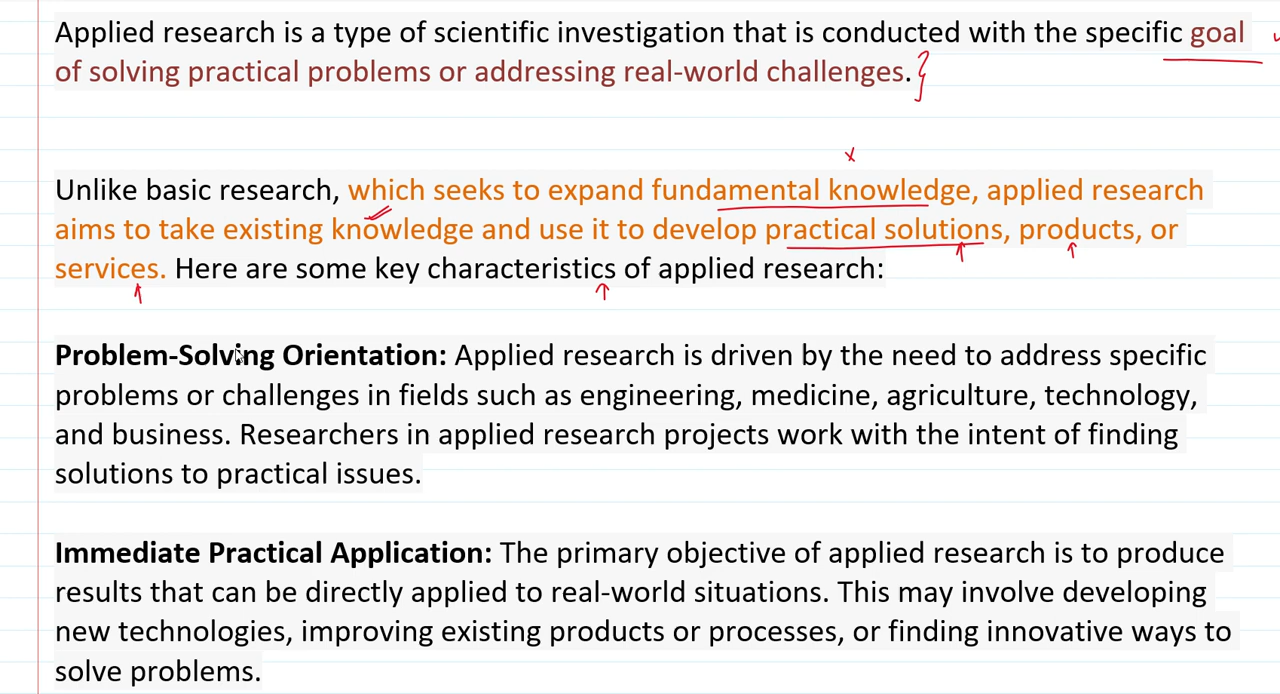 Applied research is a type of scientific investigation that is conducted with the specific goal
of solving practical problems or addressing real-world challenges.
Unlike basic research, which seeks to expand fundamental knowledge, applied research
aims to take existing knowledge and use it to develop practical solutions, products, or
services. Here are some key characteristics of applied research:
Problem-Solving Orientation: Applied research is driven by the need to address specific
problems or challenges in fields such as engineering, medicine, agriculture, technology,
and business. Researchers in applied research projects work with the intent of finding
solutions to practical issues.
Immediate Practical Application: The primary objective of applied research is to produce
results that can be directly applied to real-world situations. This may involve developing
new technologies, improving existing products or processes, or finding innovative ways to
solve problems.